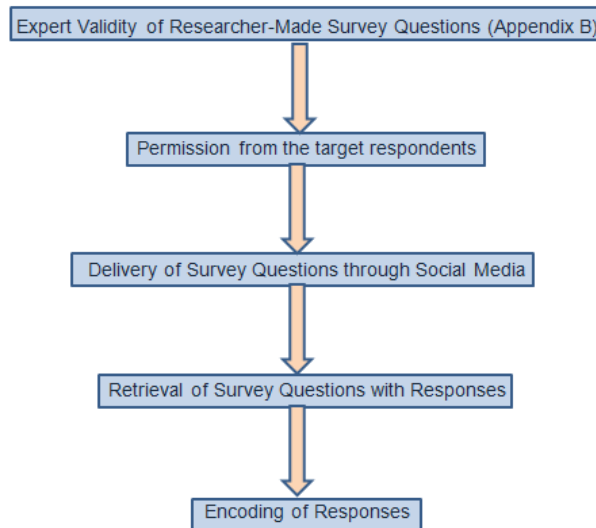 Expert Validity of Researcher-Made Survey Questions (Appendix B)
Permission from the target respondents
Delivery of Survey Questions through Social Media
Retrieval of Survey Questions with Responses
Encoding of Responses